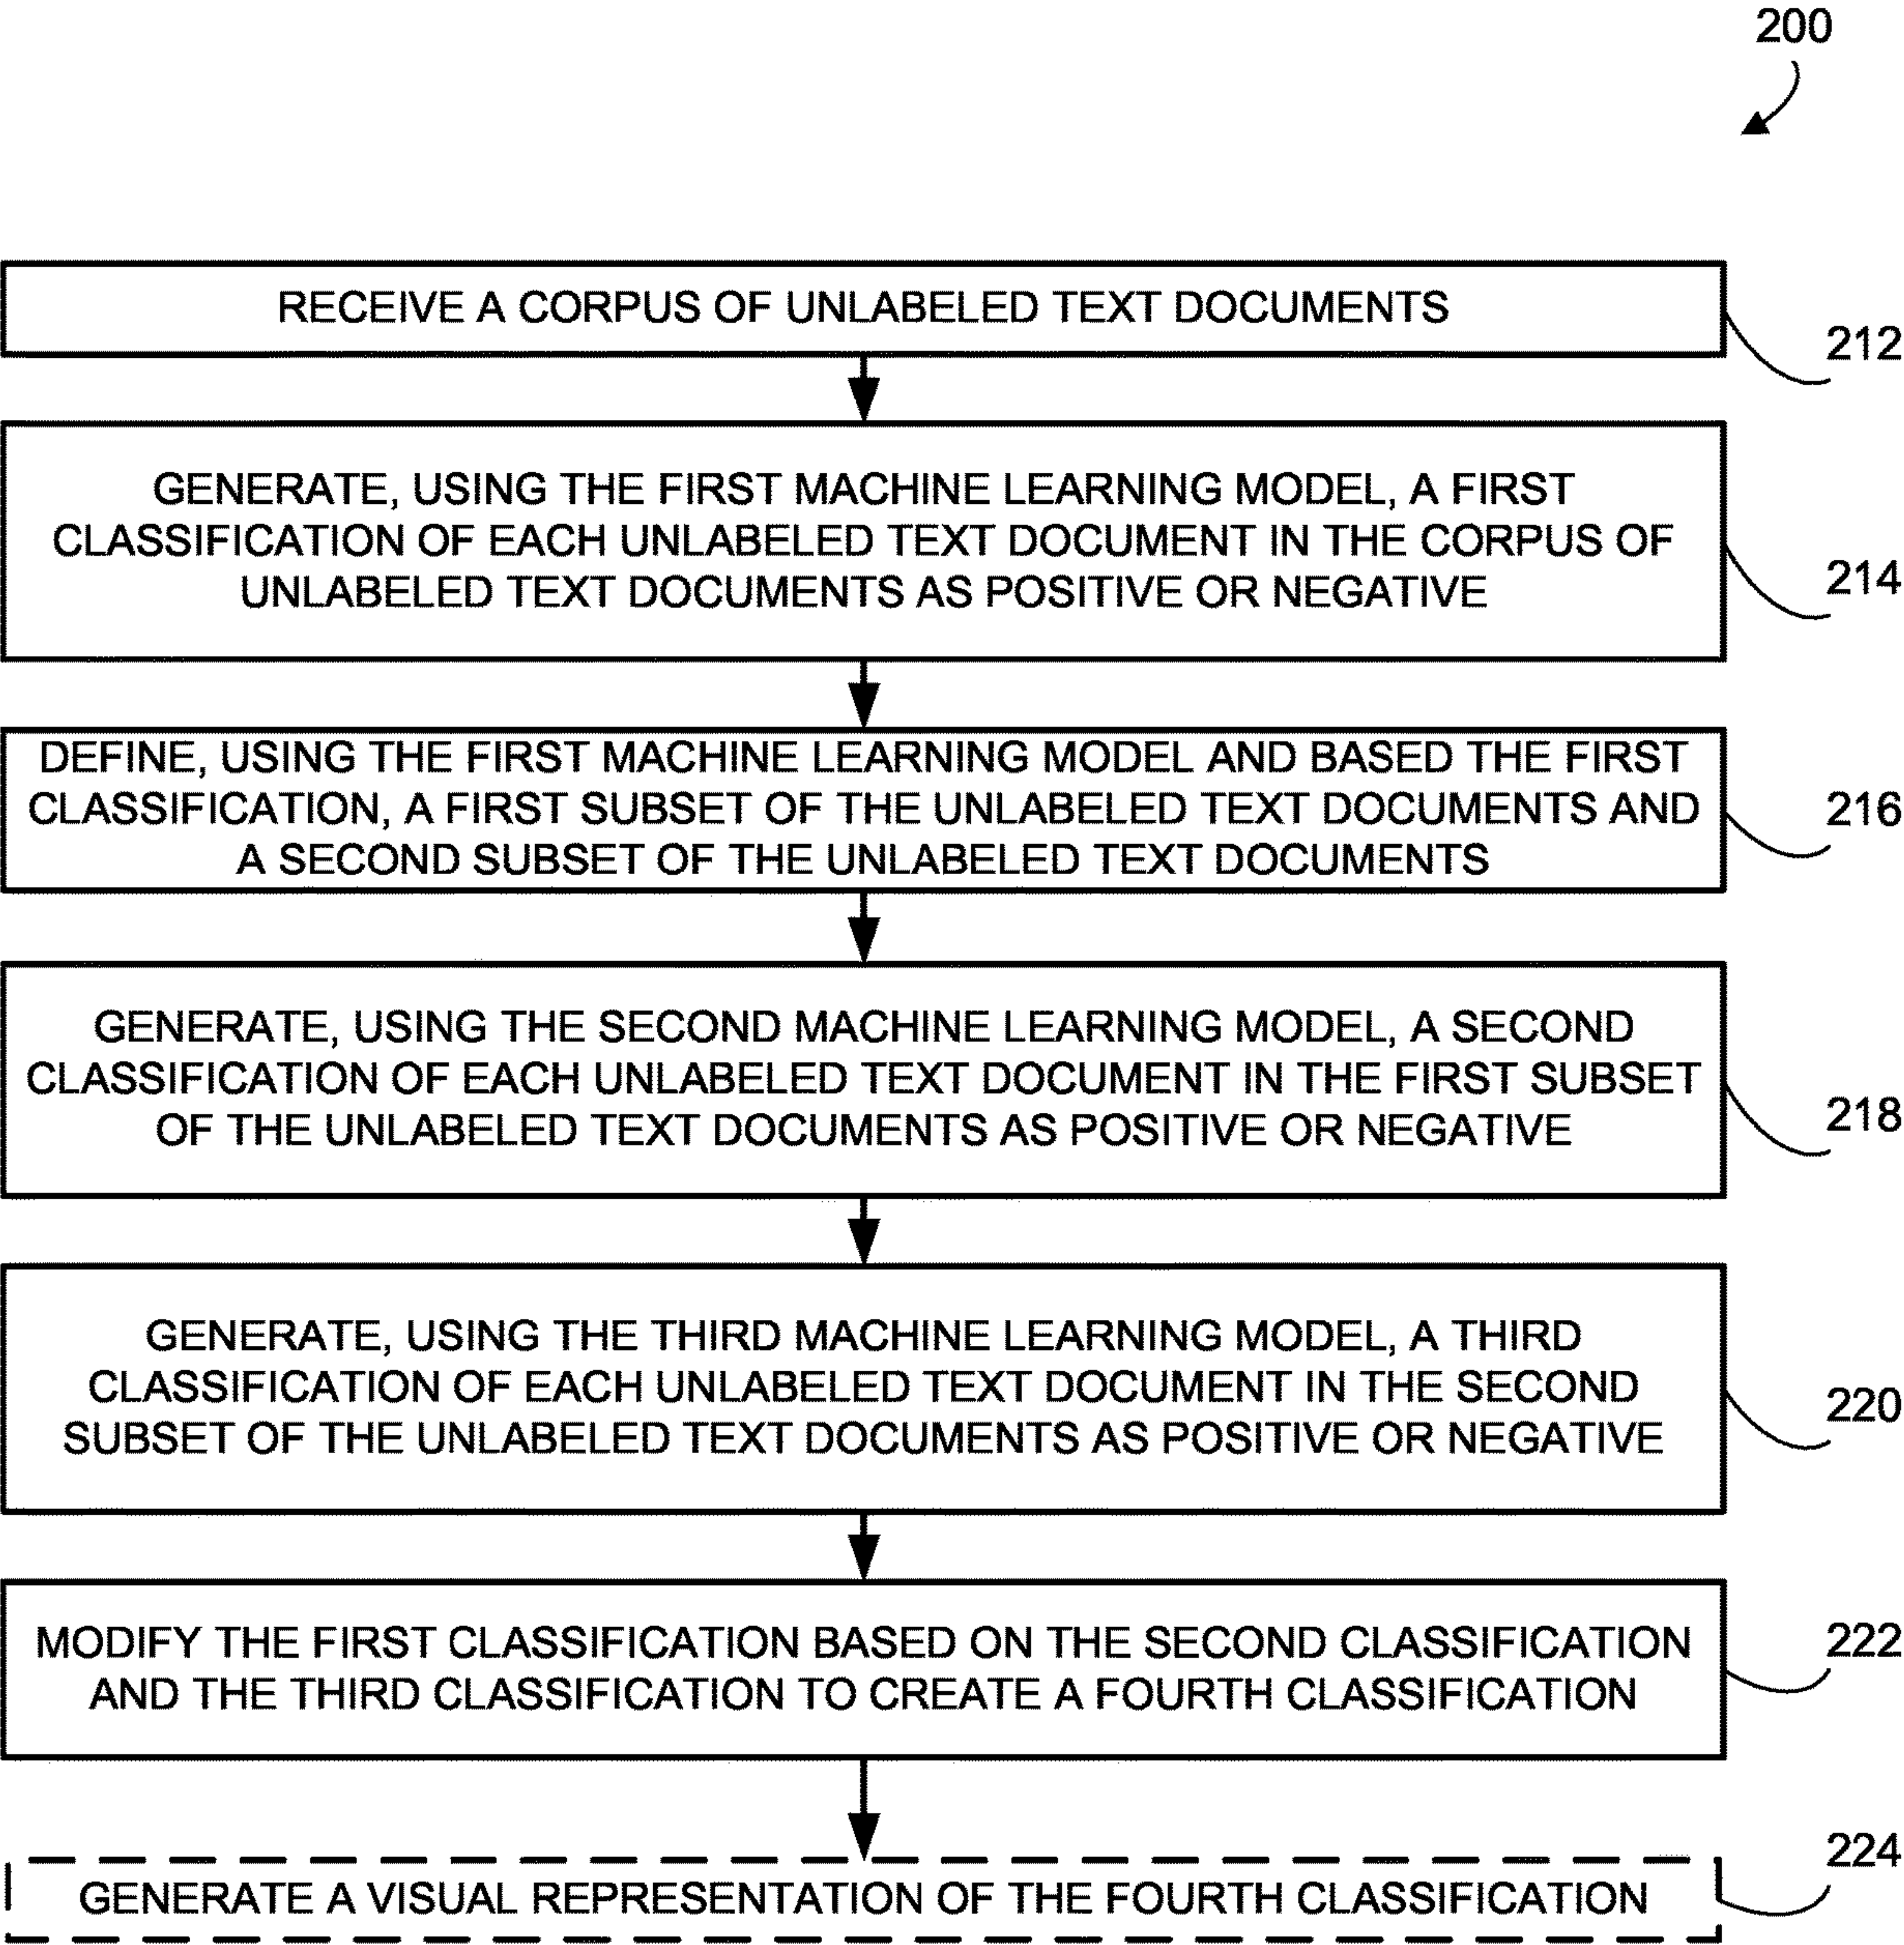 200
RECEIVE A CORPUS OF UNLABELED TEXT DOCUMENTS
212
GENERATE, USING THE FIRST MACHINE LEARNING MODEL, A FIRST
CLASSIFICATION OF EACH UNLABELED TEXT DOCUMENT IN THE CORPUS OF
UNLABELED TEXT DOCUMENTS AS POSITIVE OR NEGATIVE
214
DEFINE, USING THE FIRST MACHINE LEARNING MODEL AND BASED THE FIRST
CLASSIFICATION, A FIRST SUBSET OF THE UNLABELED TEXT DOCUMENTS AND
A SECOND SUBSET OF THE UNLABELED TEXT DOCUMENTS
216
GENERATE, USING THE SECOND MACHINE LEARNING MODEL, A SECOND
CLASSIFICATION OF EACH UNLABELED TEXT DOCUMENT IN THE FIRST SUBSET
OF THE UNLABELED TEXT DOCUMENTS AS POSITIVE OR NEGATIVE
218
GENERATE, USING THE THIRD MACHINE LEARNING MODEL, A THIRD
CLASSIFICATION OF EACH UNLABELED TEXT DOCUMENT IN THE SECOND
SUBSET OF THE UNLABELED TEXT DOCUMENTS AS POSITIVE OR NEGATIVE
220
MODIFY THE FIRST CLASSIFICATION BASED ON THE SECOND CLASSIFICATION
AND THE THIRD CLASSIFICATION TO CREATE A FOURTH CLASSIFICATION
222
GENERATE A VISUAL REPRESENTATION OF THE FOURTH CLASSIFICATION
224